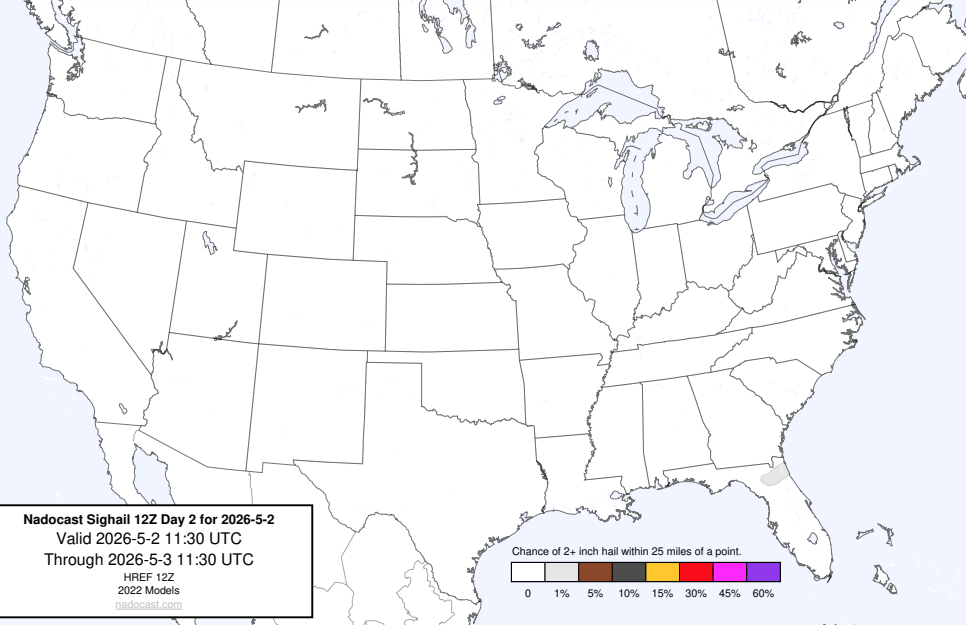 Nadocast Sighail 12Z Day 2 for 2026-5-2
Valid 2026-5-2 11:30 UTC
Through 2026-5-3 11:30 UTC
HREF 12Z
2022 Models
nadocast.com
Chance of 2+ inch hail within 25 miles of a point.
0 1% 5% 10% 15% 30% 45% 60%